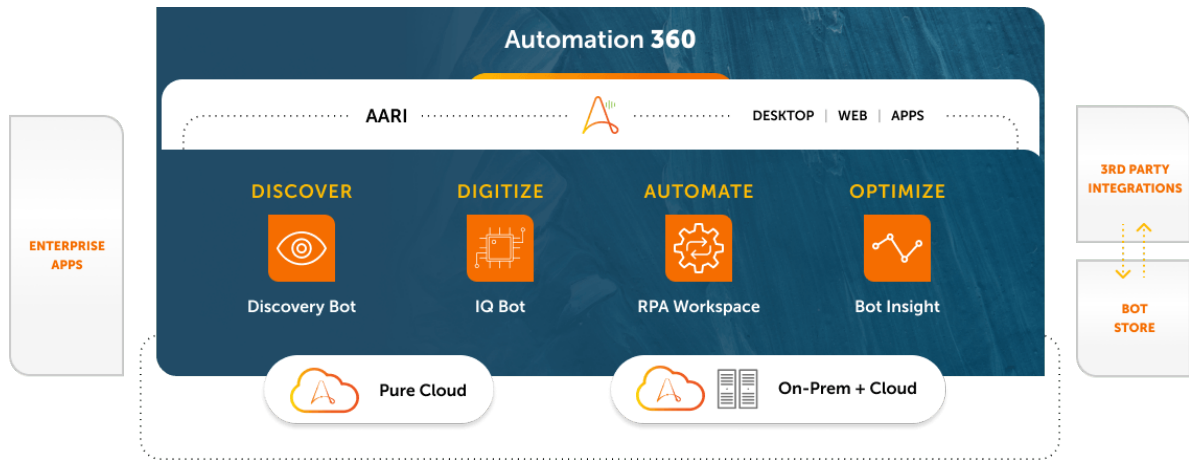 Automation 360
AARI
DESKTOP | WEB | APPS
ENTERPRISE
APPS
DISCOVER
Discovery Bot
DIGITIZE
IQ Bot
AUTOMATE
RPA Workspace
OPTIMIZE
Bot Insight
3RD PARTY
INTEGRATIONS
BOT
STORE
Pure Cloud
On-Prem + Cloud